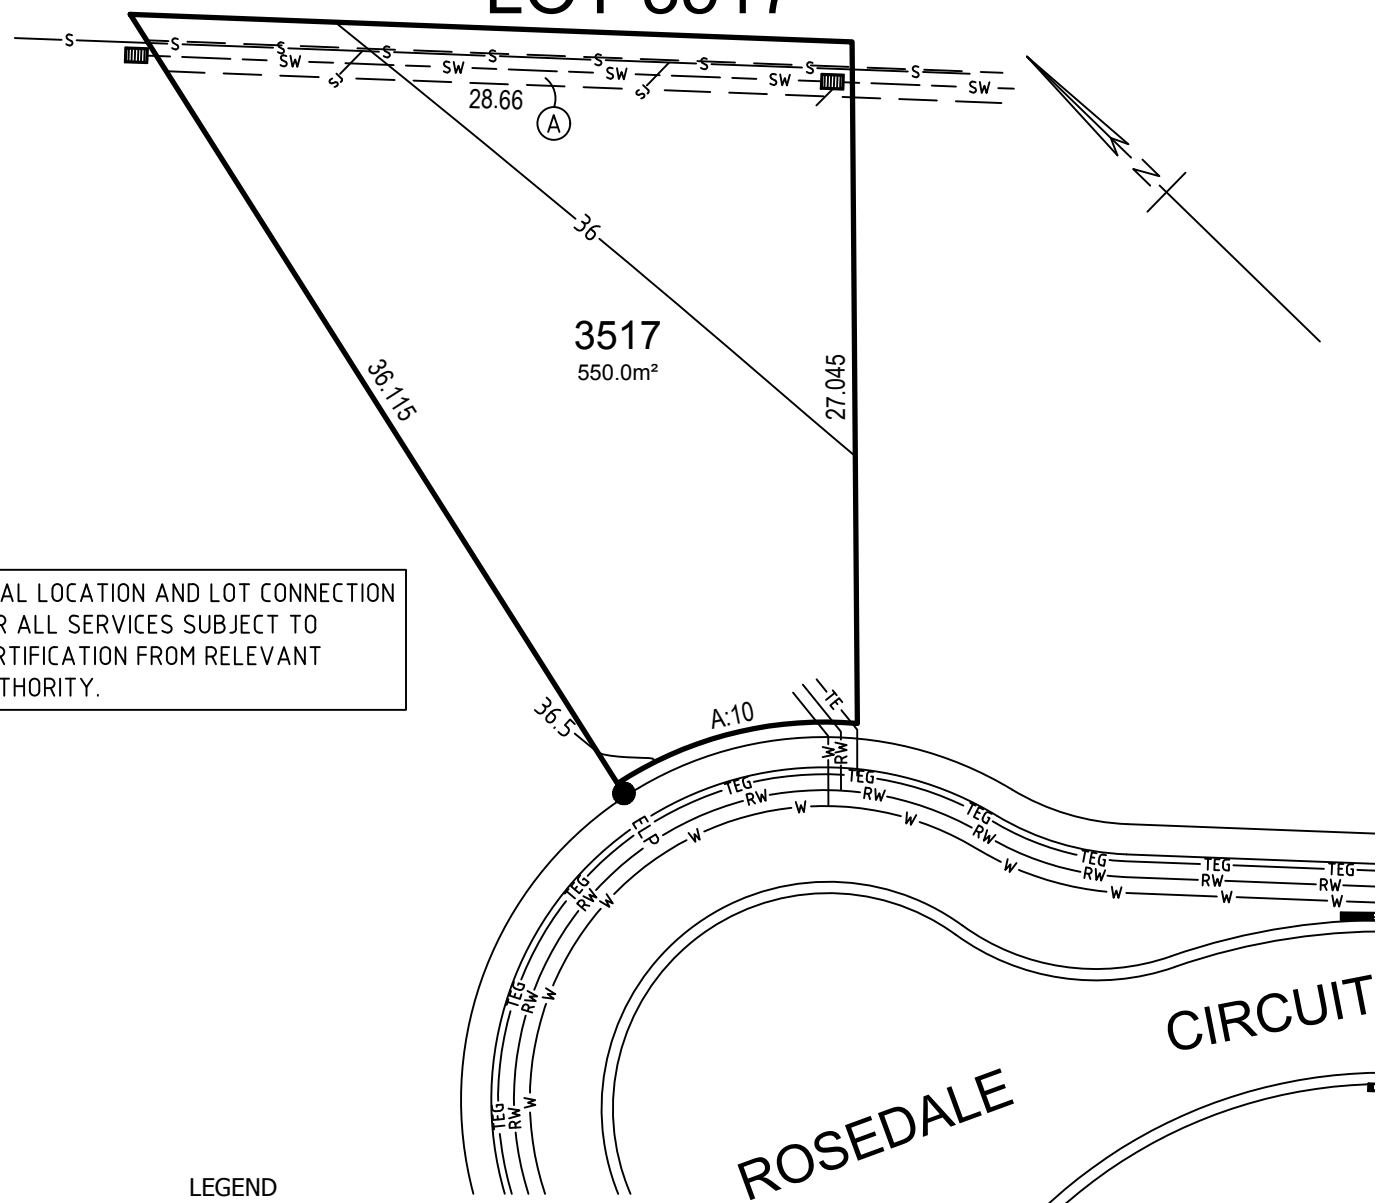 S
S
S
S
S
S
S
S
S
SW
SW
SW
SW
SW
SJ
SJ
28.66
A
N
36
3517
550.0m²
36.115
27.045
AL LOCATION AND LOT CONNECTION
R ALL SERVICES SUBJECT TO
RTIFICATION FROM RELEVANT
THORITY.
36.5
A:10
TE
W
RW
TEG
RW
W
TEG
RW
W
TEG
RW
W
TEG
RW
W
TEG
RW
W
TEG
RW
W
ELP
W
TEG
RW
W
TEG
RW
W
TEG
RW
W
CIRCUIT
ROSEDALE
LEGEND